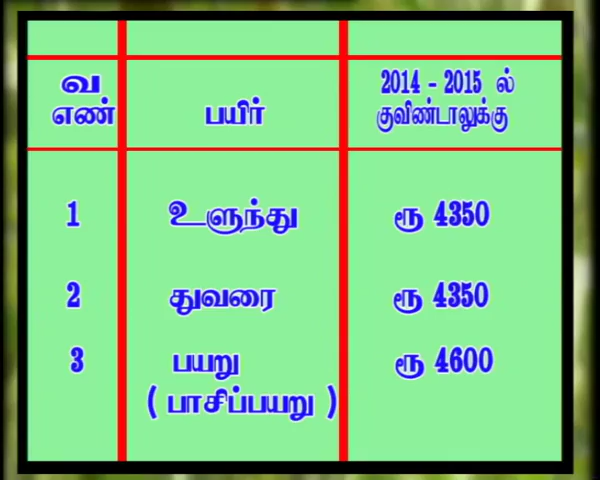 வ எண் பயிர் 2014 - 2015 ல் குவிண்டாலுக்கு
1 உளுந்து ரூ 4350
2 துவரை ரூ 4350
3 பயறு ரூ 4600
( பாசிப்பயறு )